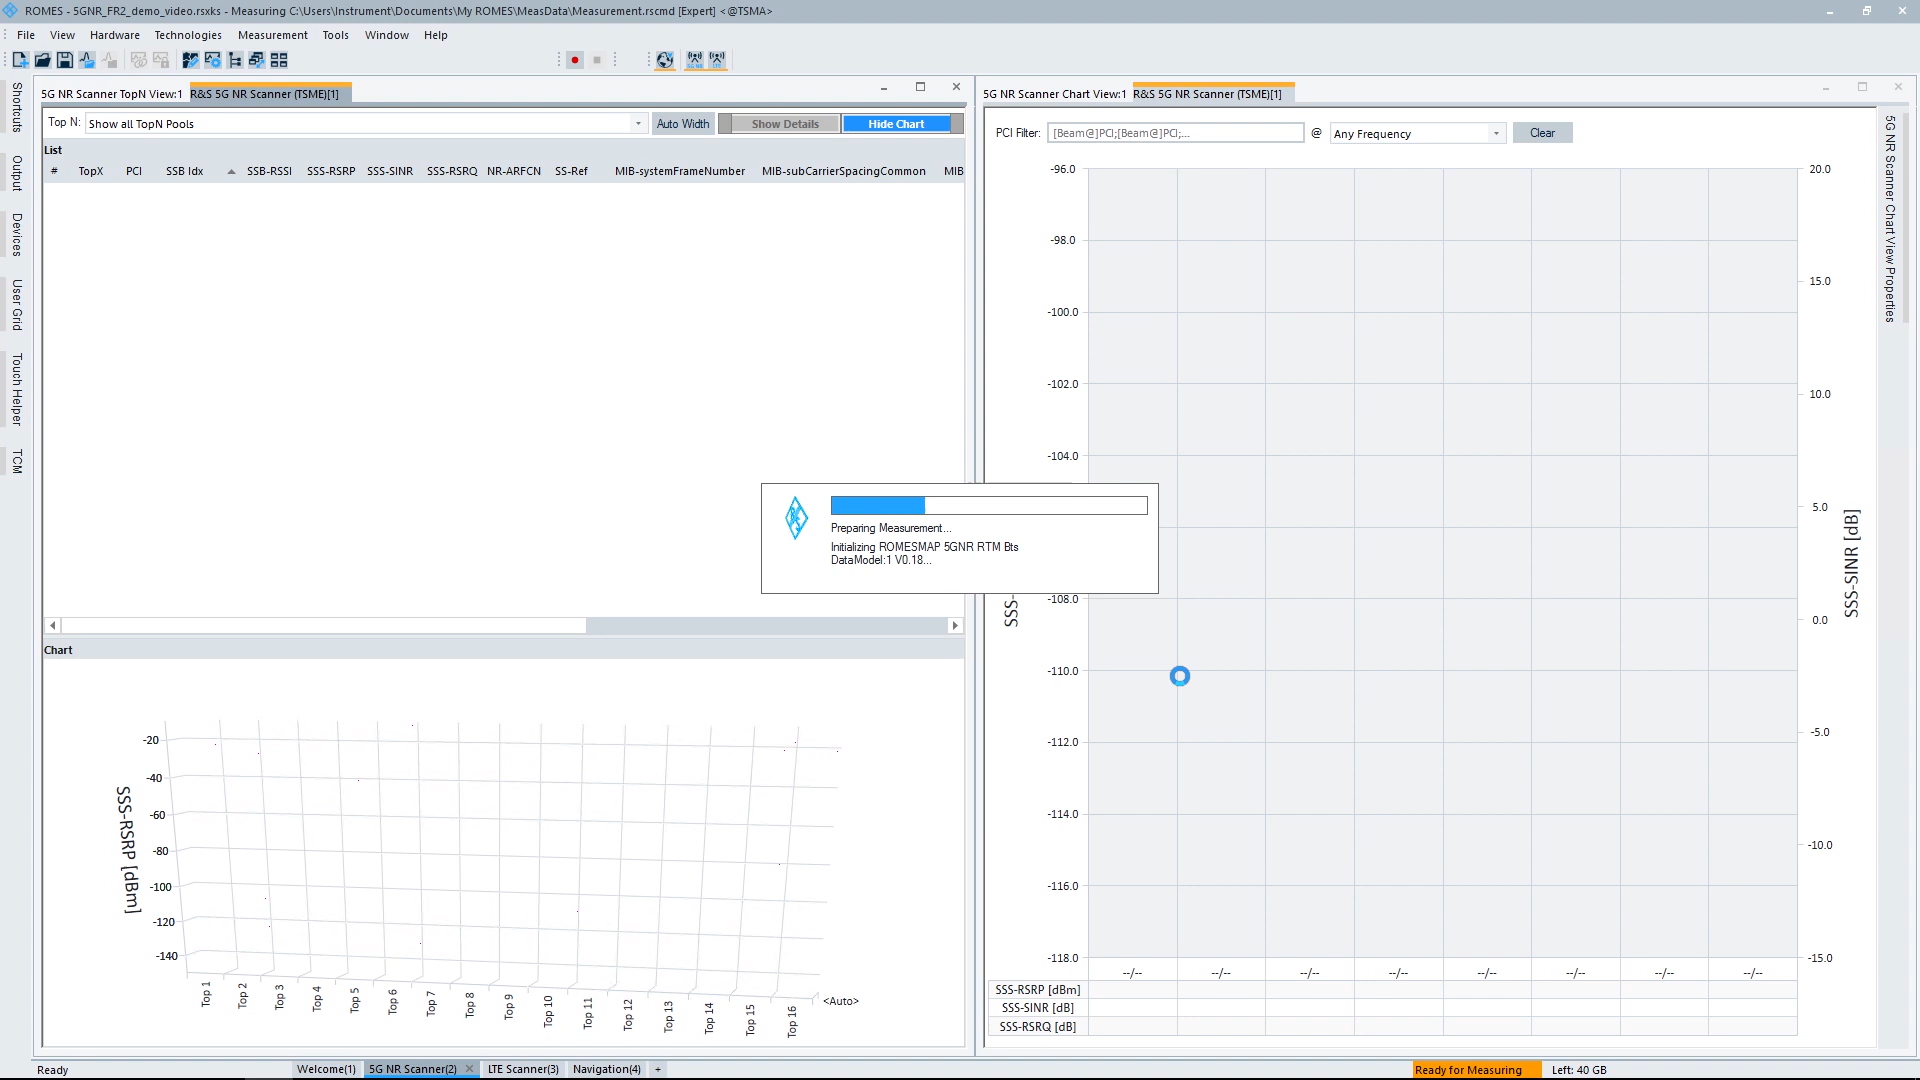 ROMES - 5GNR_FR2_demo_video.rsxks - Measuring C:\Users\Instrument\Documents\My ROMES\MeasData\Measurement.rscmd [Expert] <@TSMA>
File View Hardware Technologies Measurement Tools Window Help
Shortcuts
Output
Devices
User Grid
Touch Helper
TCM
5G NR Scanner TopN View:1 R&S 5G NR Scanner (TSME)[1]
Top N: Show all TopN Pools Auto Width Show Details Hide Chart
List
# TopX PCI SSB Idx SSB-RSSI SSS-RSRP SSS-SINR SSS-RSRQ NR-ARFCN SS-Ref MIB-systemFrameNumber MIB-subCarrierSpacingCommon MIB
Chart
SSS-RSRP [dBm]
-20
-40
-60
-80
-100
-120
-140
Top 1 Top 2 Top 3 Top 4 Top 5 Top 6 Top 7 Top 8 Top 9 Top 10 Top 11 Top 12 Top 13 Top 14 Top 15 Top 16
<Auto>
Preparing Measurement...
Initializing ROMESMAP 5GNR RTM Bts
DataModel:1 V0.18...
5G NR Scanner Chart View:1 R&S 5G NR Scanner (TSME)[1]
PCI Filter: [Beam@]PCI;[Beam@]PCI;... @ Any Frequency Clear
-96.0
-98.0
-100.0
-102.0
-104.0
-108.0
-110.0
-112.0
-114.0
-116.0
-118.0
SSS-
20.0
15.0
10.0
5.0
0.0
-5.0
-10.0
-15.0
SSS-SINR [dB]
--/-- --/-- --/-- --/-- --/-- --/-- --/-- --/--
SSS-RSRP [dBm]
SSS-SINR [dB]
SSS-RSRQ [dB]
5G NR Scanner Chart View Properties
Ready Welcome(1) 5G NR Scanner(2) LTE Scanner(3) Navigation(4) + Ready for Measuring Left: 40 GB